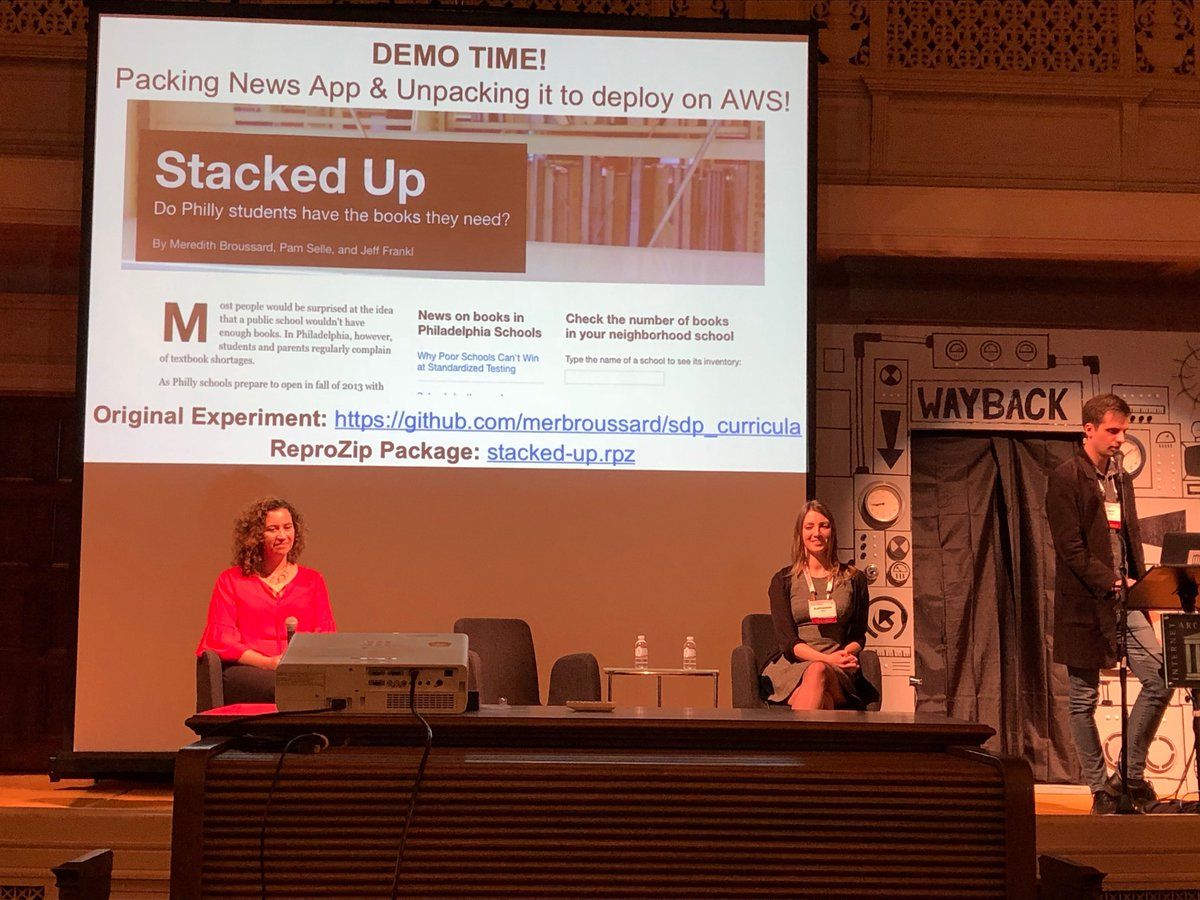 DEMO TIME!
Packing News App & Unpacking it to deploy on AWS!
Stacked Up
Do Philly students have the books they need?
By Meredith Broussard, Pam Selle, and Jeff Frankl
Most people would be surprised at the idea
that a public school wouldn't have
enough books. In Philadelphia, however,
students and parents regularly complain
of textbook shortages.
As Philly schools prepare to open in fall of 2013 with
News on books in
Philadelphia Schools
Why Poor Schools Can't Win
at Standardized Testing
Check the number of books
in your neighborhood school
Type the name of a school to see its inventory:
Original Experiment: https://github.com/merbroussard/sdp_curricula
ReproZip Package: stacked-up.rpz
WAYBACK
INTERNET ARC